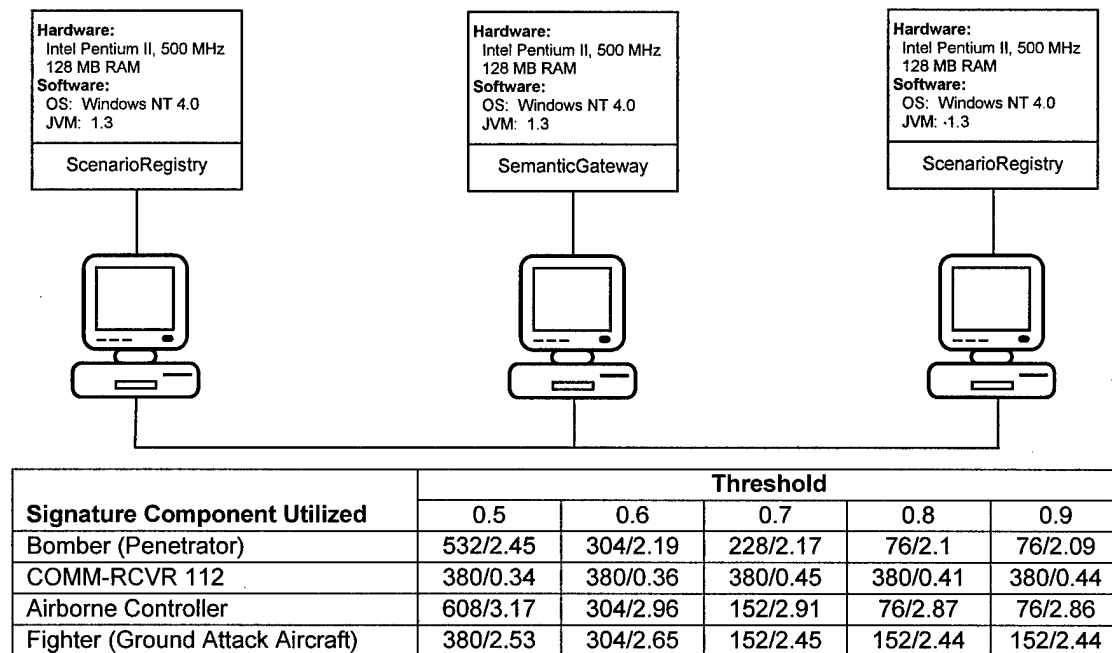 Hardware:
Intel Pentium II, 500 MHz
128 MB RAM
Software:
OS: Windows NT 4.0
JVM: 1.3
ScenarioRegistry
Hardware:
Intel Pentium II, 500 MHz
128 MB RAM
Software:
OS: Windows NT 4.0
JVM: 1.3
SemanticGateway
Hardware:
Intel Pentium II, 500 MHz
128 MB RAM
Software:
OS: Windows NT 4.0
JVM: 1.3
ScenarioRegistry
Threshold
Signature Component Utilized 0.5 0.6 0.7 0.8 0.9
Bomber (Penetrator) 532/2.45 304/2.19 228/2.17 76/2.1 76/2.09
COMM-RCVR 112 380/0.34 380/0.36 380/0.45 380/0.41 380/0.44
Airborne Controller 608/3.17 304/2.96 152/2.91 76/2.87 76/2.86
Fighter (Ground Attack Aircraft) 380/2.53 304/2.65 152/2.45 152/2.44 152/2.44